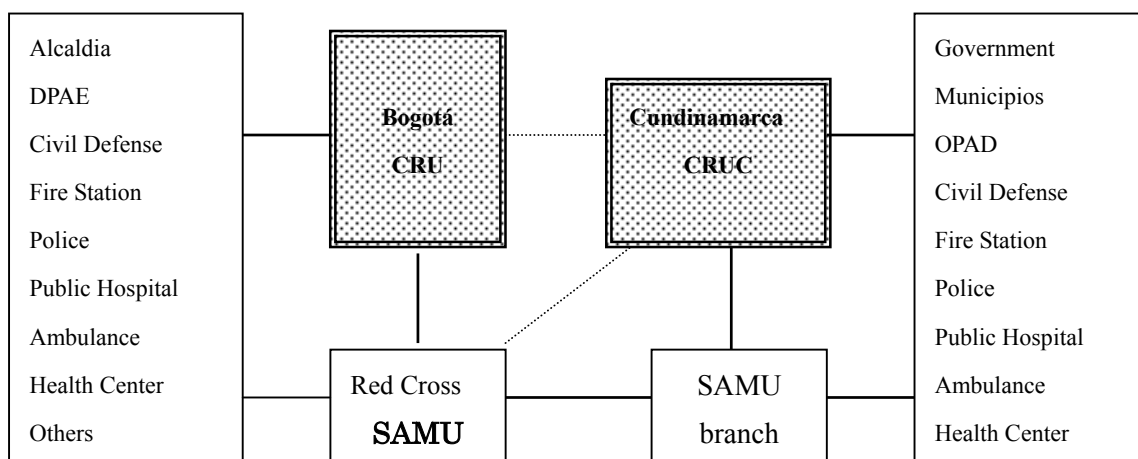 Alcaldia
DPAE
Civil Defense
Fire Station
Police
Public Hospital
Ambulance
Health Center
Others
Bogotá
CRU
Cundinamarca
CRUC
Red Cross
SAMU
SAMU
branch
Government
Municipios
OPAD
Civil Defense
Fire Station
Police
Public Hospital
Ambulance
Health Center